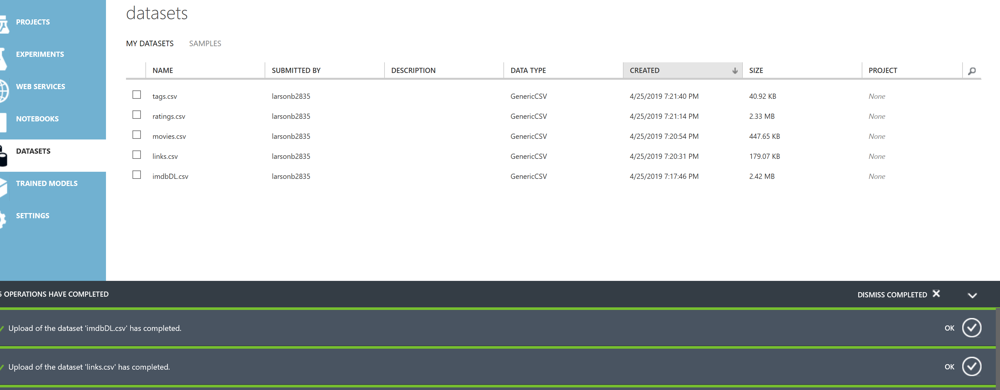 PROJECTS
EXPERIMENTS
WEB SERVICES
NOTEBOOKS
DATASETS
TRAINED MODELS
SETTINGS
datasets
MY DATASETS SAMPLES
NAME SUBMITTED BY DESCRIPTION DATA TYPE CREATED SIZE PROJECT
tags.csv larsonb2835 GenericCSV 4/25/2019 7:21:40 PM 40.92 KB None
ratings.csv larsonb2835 GenericCSV 4/25/2019 7:21:14 PM 2.33 MB None
movies.csv larsonb2835 GenericCSV 4/25/2019 7:20:54 PM 447.65 KB None
links.csv larsonb2835 GenericCSV 4/25/2019 7:20:31 PM 179.07 KB None
imdbDL.csv larsonb2835 GenericCSV 4/25/2019 7:17:46 PM 2.42 MB None
5 OPERATIONS HAVE COMPLETED DISMISS COMPLETED
Upload of the dataset 'imdbDL.csv' has completed. OK
Upload of the dataset 'links.csv' has completed. OK